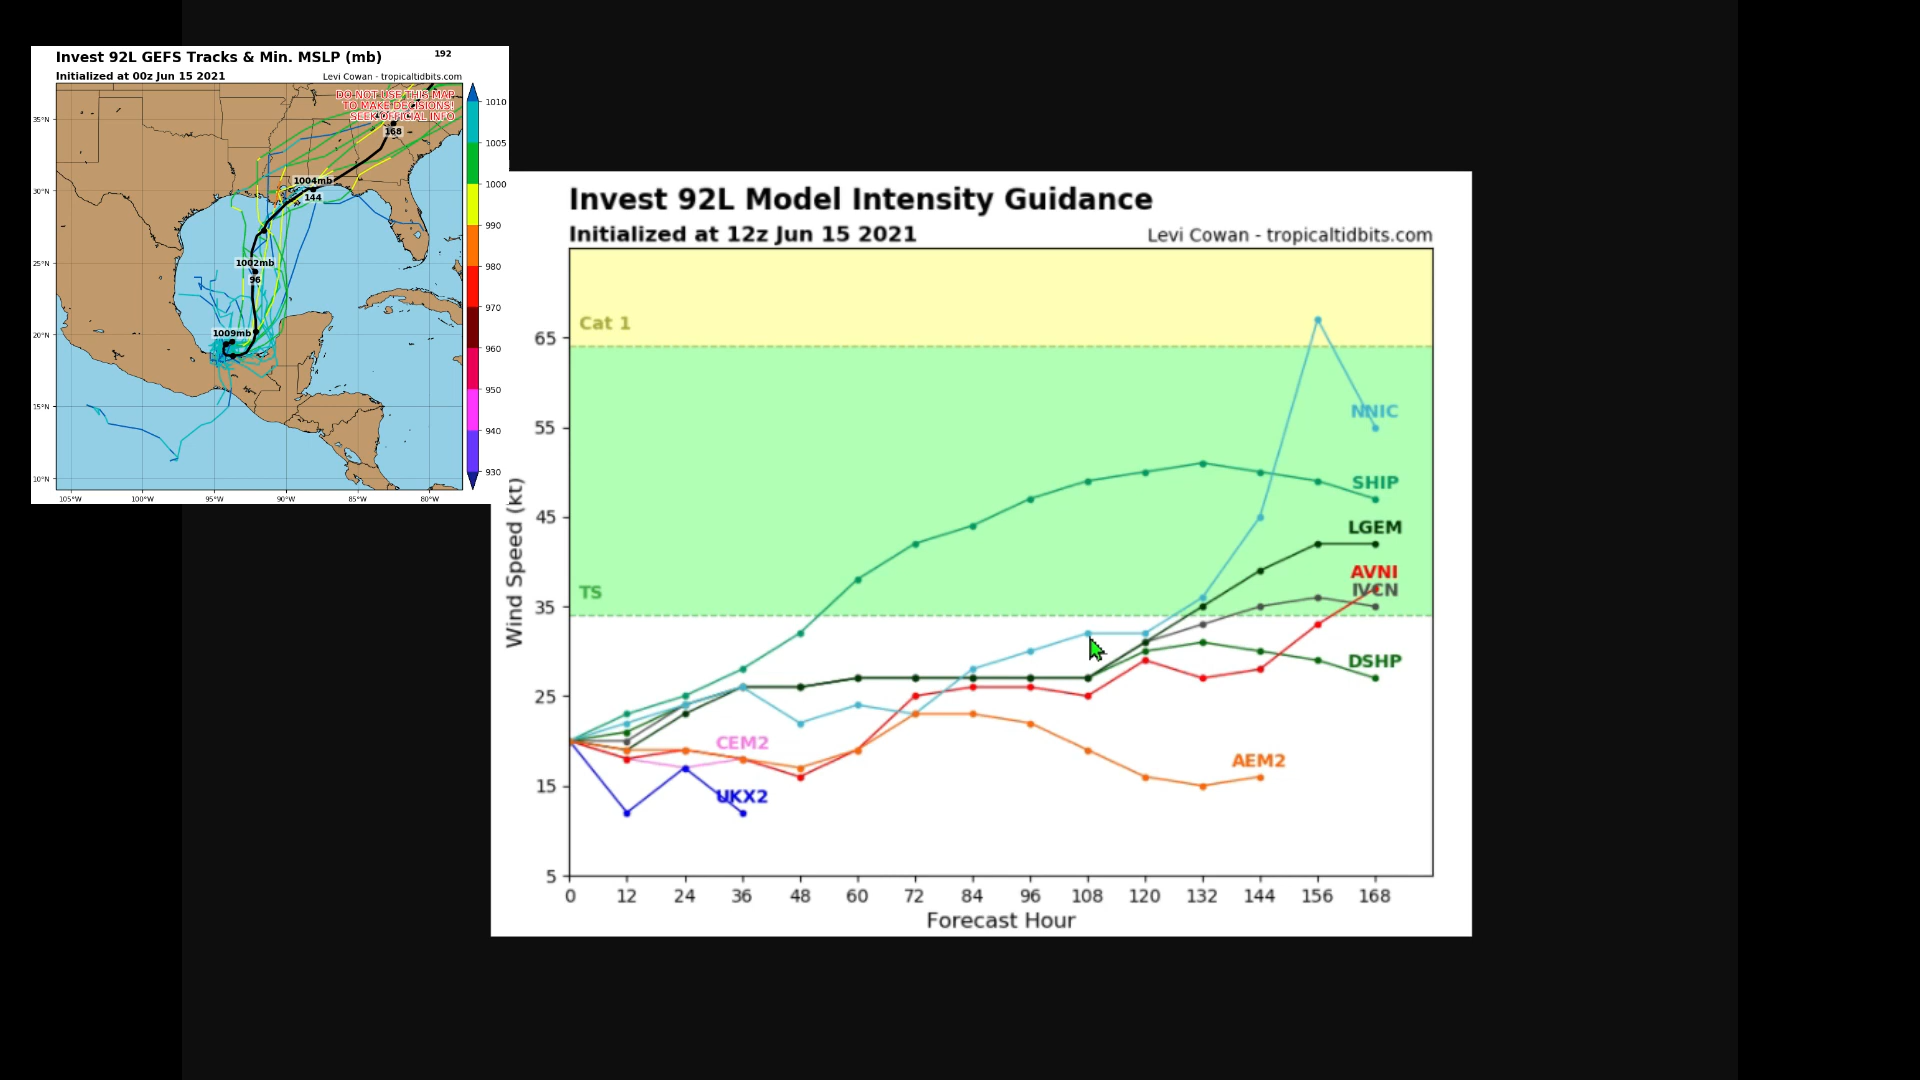 Invest 92L GEFS Tracks & Min. MSLP (mb)
192
Initialized at 00z Jun 15 2021
Levi Cowan - tropicaltidbits.com
DO NOT USE THIS MAP
TO MAKE DECISIONS!
SEEK OFFICIAL INFO
168
1004mb
144
1002mb
96
1009mb
35°N
30°N
25°N
20°N
15°N
10°N
105°W
100°W
95°W
90°W
85°W
80°W
1010
1005
1000
990
980
970
960
950
940
930
Invest 92L Model Intensity Guidance
Initialized at 12z Jun 15 2021
Levi Cowan - tropicaltidbits.com
Cat 1
TS
NNIC
SHIP
LGEM
AVNI
IVCN
DSHP
CEM2
AEM2
UKX2
Wind Speed (kt)
65
55
45
35
25
15
5
0
12
24
36
48
60
72
84
96
108
120
132
144
156
168
Forecast Hour